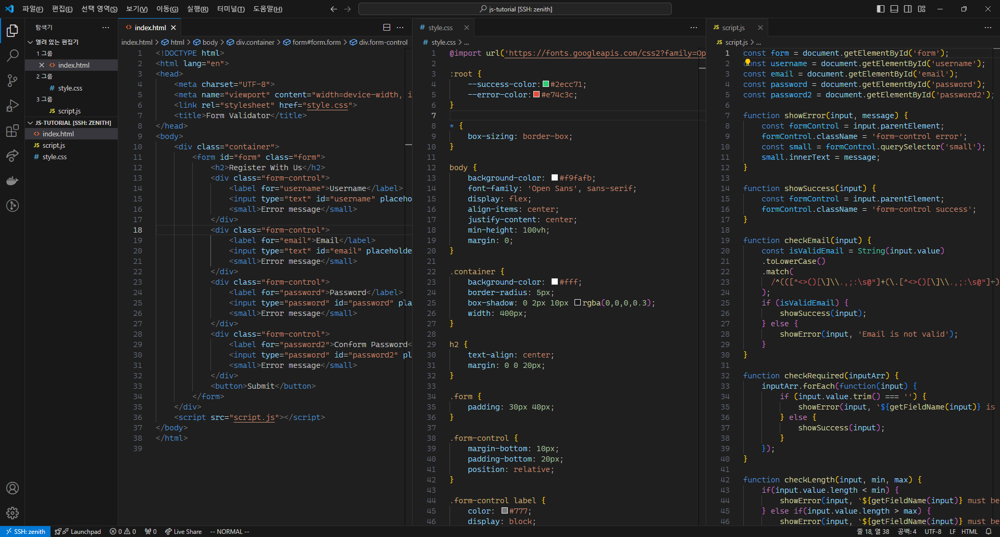 파일(F) 편집(E) 선택 영역(S) 보기(V) 이동(G) 실행(R) 터미널(T) 도움말(H)
js-tutorial [SSH: zenith]
탐색기
열려 있는 편집기
1 그룹
index.html
2 그룹
# style.css
3 그룹
JS script.js
JS-TUTORIAL [SSH: ZENITH]
<> index.html
JS script.js
# style.css
<> index.html
index.html > html > body > div.container > form#form.form > div.form-control
1 <!DOCTYPE html>
2 <html lang="en">
3 <head>
4 <meta charset="UTF-8">
5 <meta name="viewport" content="width=device-width, i
6 <link rel="stylesheet" href="style.css">
7 <title>Form Validator</title>
8 </head>
9 <body>
10 <div class="container">
11 <form id="form" class="form">
12 <h2>Register With Us</h2>
13 <div class="form-control">
14 <label for="username">Username</label>
15 <input type="text" id="username" placeho
16 <small>Error message</small>
17 </div>
18 <div class="form-control">
19 <label for="email">Email</label>
20 <input type="text" id="email" placeholde
21 <small>Error message</small>
22 </div>
23 <div class="form-control">
24 <label for="password">Password</label>
25 <input type="password" id="password" pla
26 <small>Error message</small>
27 </div>
28 <div class="form-control">
29 <label for="password2">Conform Password<
30 <input type="password" id="password2" pl
31 <small>Error message</small>
32 </div>
33 <button>Submit</button>
34 </form>
35 </div>
36 <script src="script.js"></script>
37 </body>
38 </html>
39
# style.css
# style.css > ...
1 @import url('https://fonts.googleapis.com/css2?family=Op
2
3 :root {
4 --success-color: #2ecc71;
5 --error-color: #e74c3c;
6 }
7
8 * {
9 box-sizing: border-box;
10 }
11
12 body {
13 background-color: #f9fafb;
14 font-family: 'Open Sans', sans-serif;
15 display: flex;
16 align-items: center;
17 justify-content: center;
18 min-height: 100vh;
19 margin: 0;
20 }
21
22 .container {
23 background-color: #fff;
24 border-radius: 5px;
25 box-shadow: 0 2px 10px rgba(0,0,0,0.3);
26 width: 400px;
27 }
28
29 h2 {
30 text-align: center;
31 margin: 0 0 20px;
32 }
33
34 .form {
35 padding: 30px 40px;
36 }
37
38 .form-control {
39 margin-bottom: 10px;
40 padding-bottom: 20px;
41 position: relative;
42 }
43
44 .form-control label {
45 color: #777;
46 display: block;
JS script.js
JS script.js > ...
1 const form = document.getElementById('form');
2 const username = document.getElementById('username');
3 const email = document.getElementById('email');
4 const password = document.getElementById('password');
5 const password2 = document.getElementById('password2');
6
7 function showError(input, message) {
8 const formControl = input.parentElement;
9 formControl.className = 'form-control error';
10 const small = formControl.querySelector('small');
11 small.innerText = message;
12 }
13
14 function showSuccess(input) {
15 const formControl = input.parentElement;
16 formControl.className = 'form-control success';
17 }
18
19 function checkEmail(input) {
20 const isValidEmail = String(input.value)
21 .toLowerCase()
22 .match(
23 /^(([^<>()[\]\\.,;:\s@"]+(\.[^<>()[\]\\.,;:\s@"]+)
24 );
25 if (isValidEmail) {
26 showSuccess(input);
27 } else {
28 showError(input, 'Email is not valid');
29 }
30 }
31
32 function checkRequired(inputArr) {
33 inputArr.forEach(function(input) {
34 if (input.value.trim() === '') {
35 showError(input, `${getFieldName(input)} is
36 } else {
37 showSuccess(input);
38 }
39 });
40 }
41
42 function checkLength(input, min, max) {
43 if(input.value.length < min) {
44 showError(input, `${getFieldName(input)} must be
45 } else if(input.value.length > max) {
46 showError(input, `${getFieldName(input)} must be
SSH: zenith Launchpad 0 0 0 Live Share -- NORMAL -- 줄 18, 열 38 공백: 4 UTF-8 LF HTML